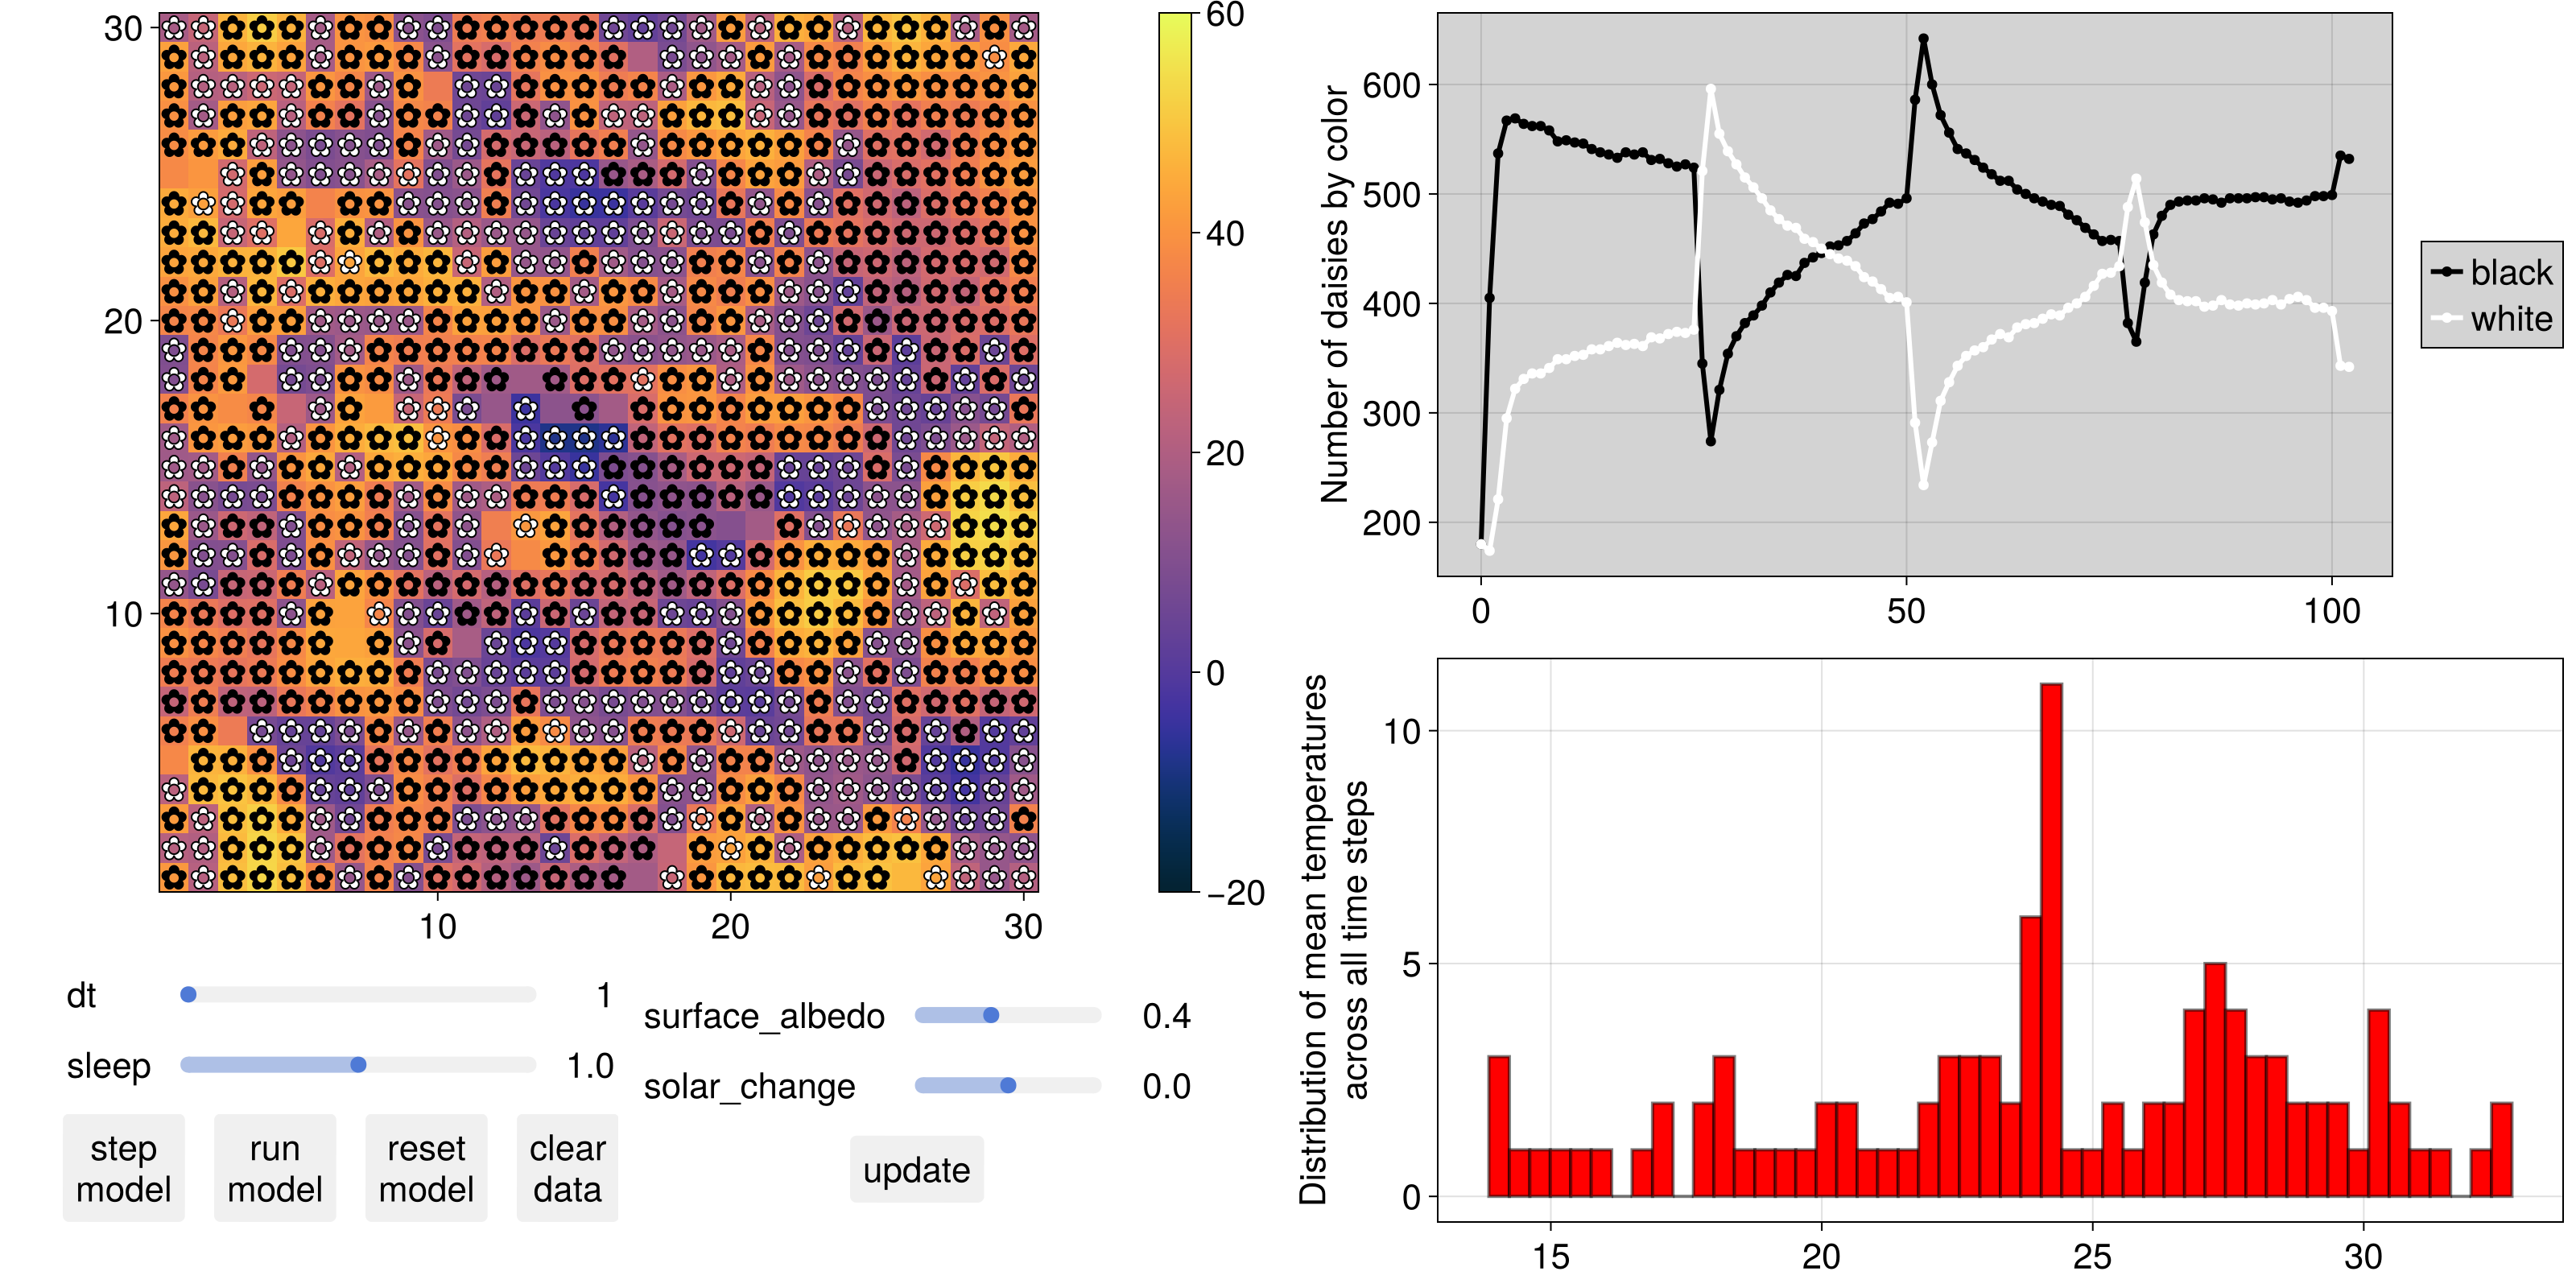 30
20
10
10
20
30
60
40
20
0
−20
Number of daisies by color
600
500
400
300
200
0
50
100
black
white
Distribution of mean temperatures
across all time steps
10
5
0
15
20
25
30
dt
1
sleep
1.0
surface_albedo
0.4
solar_change
0.0
step
model
run
model
reset
model
clear
data
update